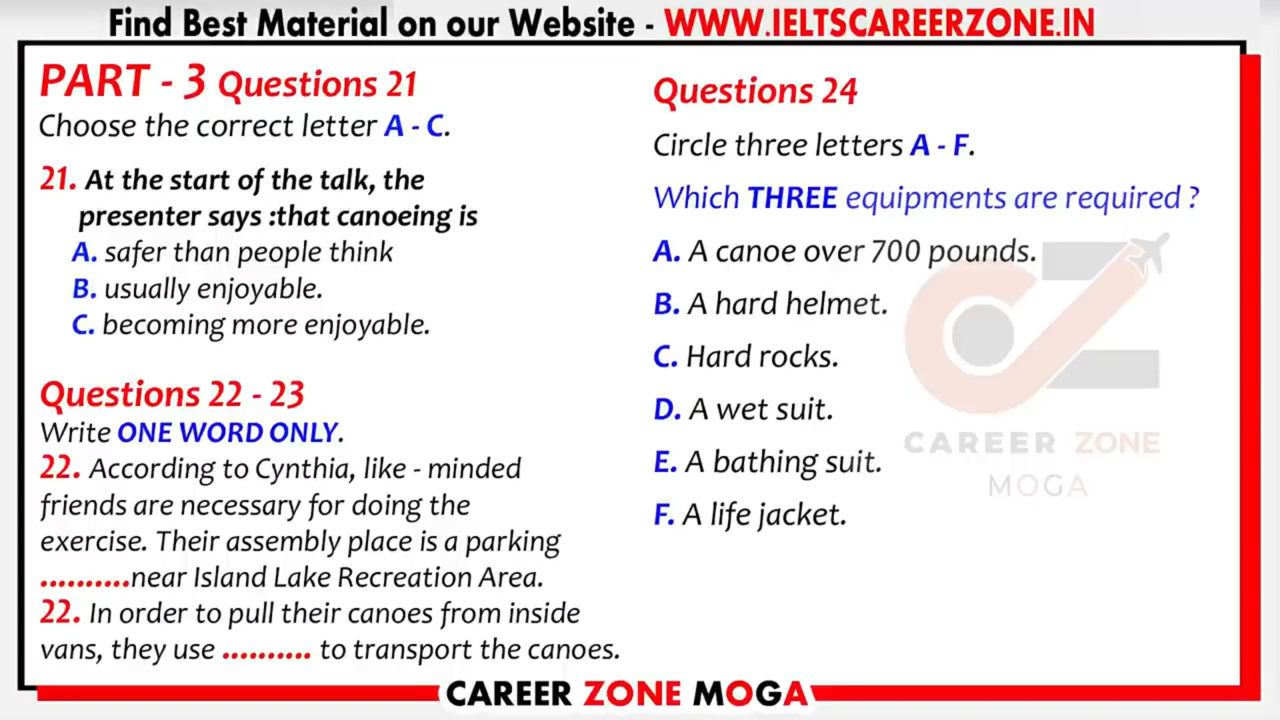 Find Best Material on our Website - WWW.IELTSCAREERZONE.IN
PART - 3 Questions 21
Choose the correct letter A - C.
21. At the start of the talk, the
presenter says :that canoeing is
A. safer than people think
B. usually enjoyable.
C. becoming more enjoyable.
Questions 22 - 23
Write ONE WORD ONLY.
22. According to Cynthia, like - minded
friends are necessary for doing the
exercise. Their assembly place is a parking
..........near Island Lake Recreation Area.
22. In order to pull their canoes from inside
vans, they use .......... to transport the canoes.
Questions 24
Circle three letters A - F.
Which THREE equipments are required ?
A. A canoe over 700 pounds.
B. A hard helmet.
C. Hard rocks.
D. A wet suit.
E. A bathing suit.
F. A life jacket.
CAREER ZONE
MOGA
CAREER ZONE MOGA